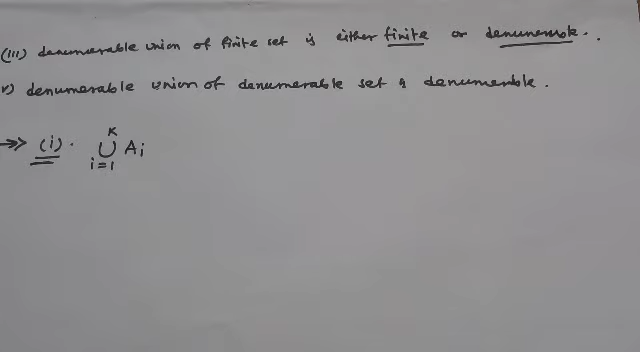 (iii) denumerable union of finite set is either finite or denumerable.
v) denumerable union of denumerable set is denumerable.
→» (i). K
∪ Ai
i=1